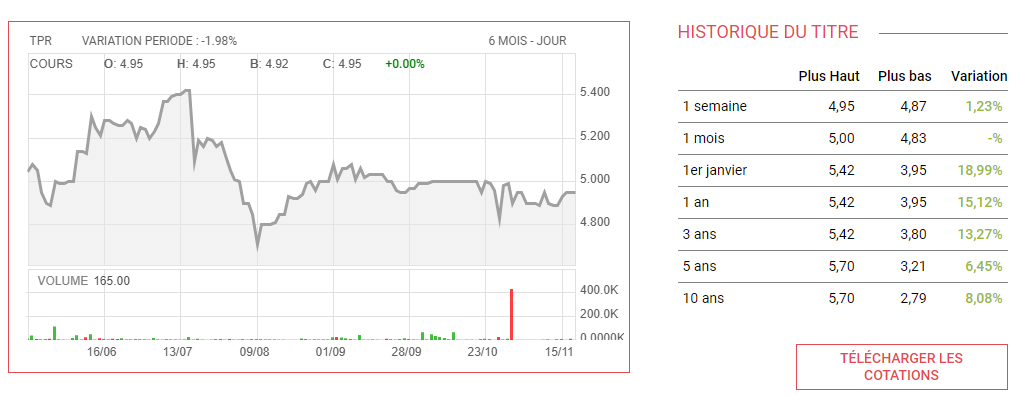 TPR VARIATION PERIODE : -1.98% 6 MOIS - JOUR
COURS O: 4.95 H: 4.95 B: 4.92 C: 4.95 +0.00%
5.400
5.200
5.000
4.800
VOLUME 165.00
400.0K
200.0K
0.0000K
16/06 13/07 09/08 01/09 28/09 23/10 15/11
HISTORIQUE DU TITRE
Plus Haut Plus bas Variation
1 semaine 4,95 4,87 1,23%
1 mois 5,00 4,83 -%
1er janvier 5,42 3,95 18,99%
1 an 5,42 3,95 15,12%
3 ans 5,42 3,80 13,27%
5 ans 5,70 3,21 6,45%
10 ans 5,70 2,79 8,08%
TÉLÉCHARGER LES
COTATIONS